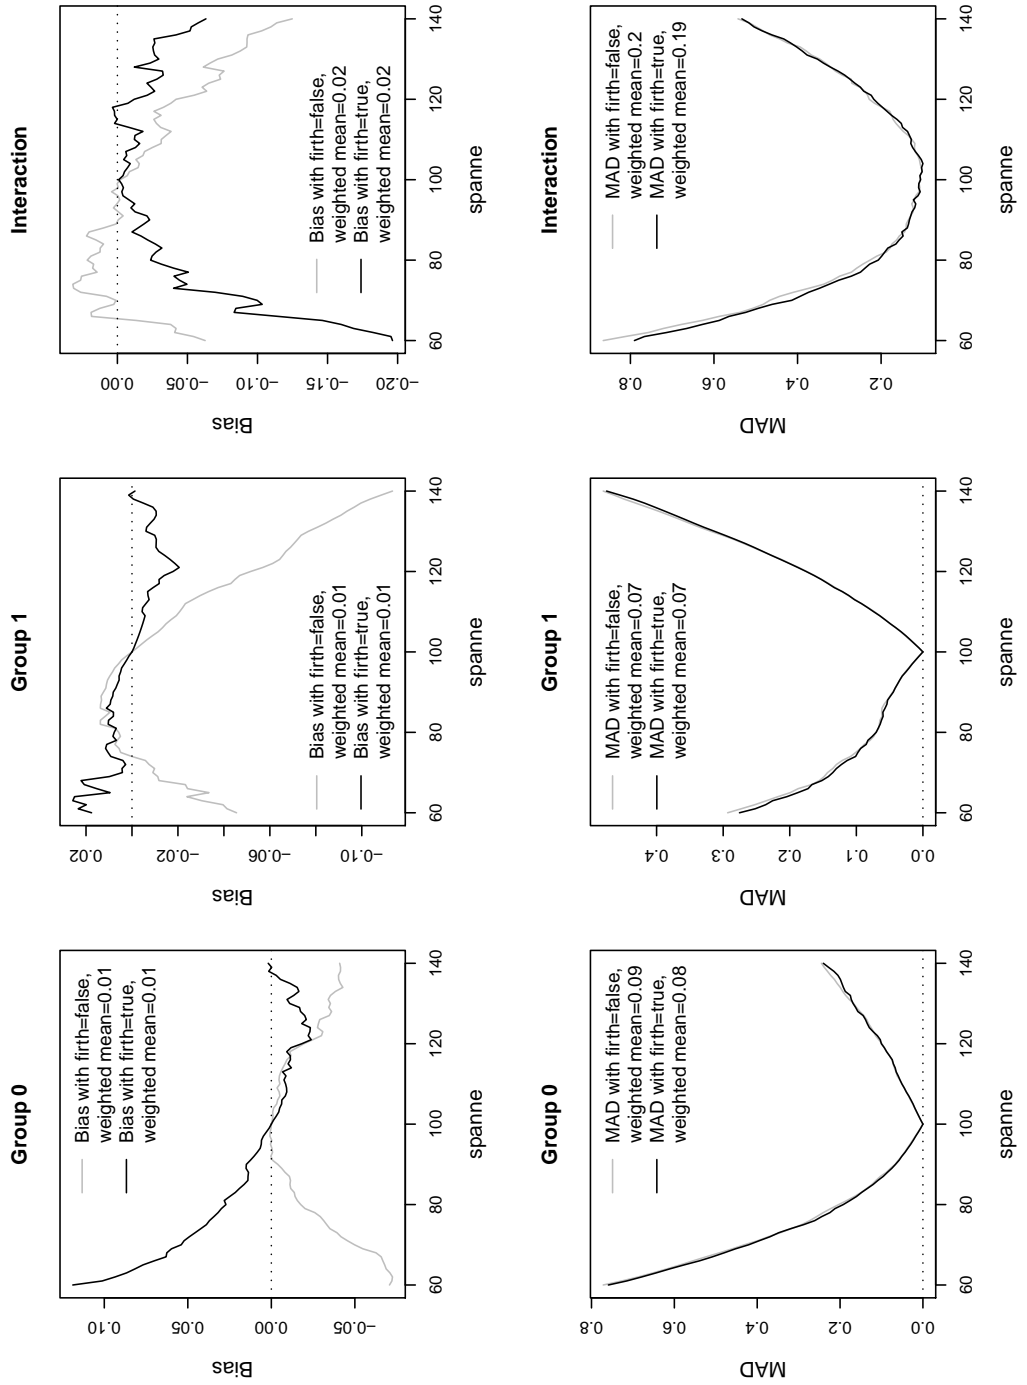 Group 0
Bias with firth=false,
weighted mean=0.01
Bias with firth=true,
weighted mean=0.01
Bias
0.10
0.05
0.00
−0.05
60 80 100 120 140
spanne
Group 1
Bias with firth=false,
weighted mean=0.01
Bias with firth=true,
weighted mean=0.01
Bias
0.02
−0.02
−0.06
−0.10
60 80 100 120 140
spanne
Interaction
Bias with firth=false,
weighted mean=0.02
Bias with firth=true,
weighted mean=0.02
Bias
0.00
−0.05
−0.10
−0.15
−0.20
60 80 100 120 140
spanne
Group 0
MAD with firth=false,
weighted mean=0.09
MAD with firth=true,
weighted mean=0.08
MAD
0.8
0.6
0.4
0.2
0.0
60 80 100 120 140
spanne
Group 1
MAD with firth=false,
weighted mean=0.07
MAD with firth=true,
weighted mean=0.07
MAD
0.4
0.3
0.2
0.1
0.0
60 80 100 120 140
spanne
Interaction
MAD with firth=false,
weighted mean=0.2
MAD with firth=true,
weighted mean=0.19
MAD
0.8
0.6
0.4
0.2
60 80 100 120 140
spanne